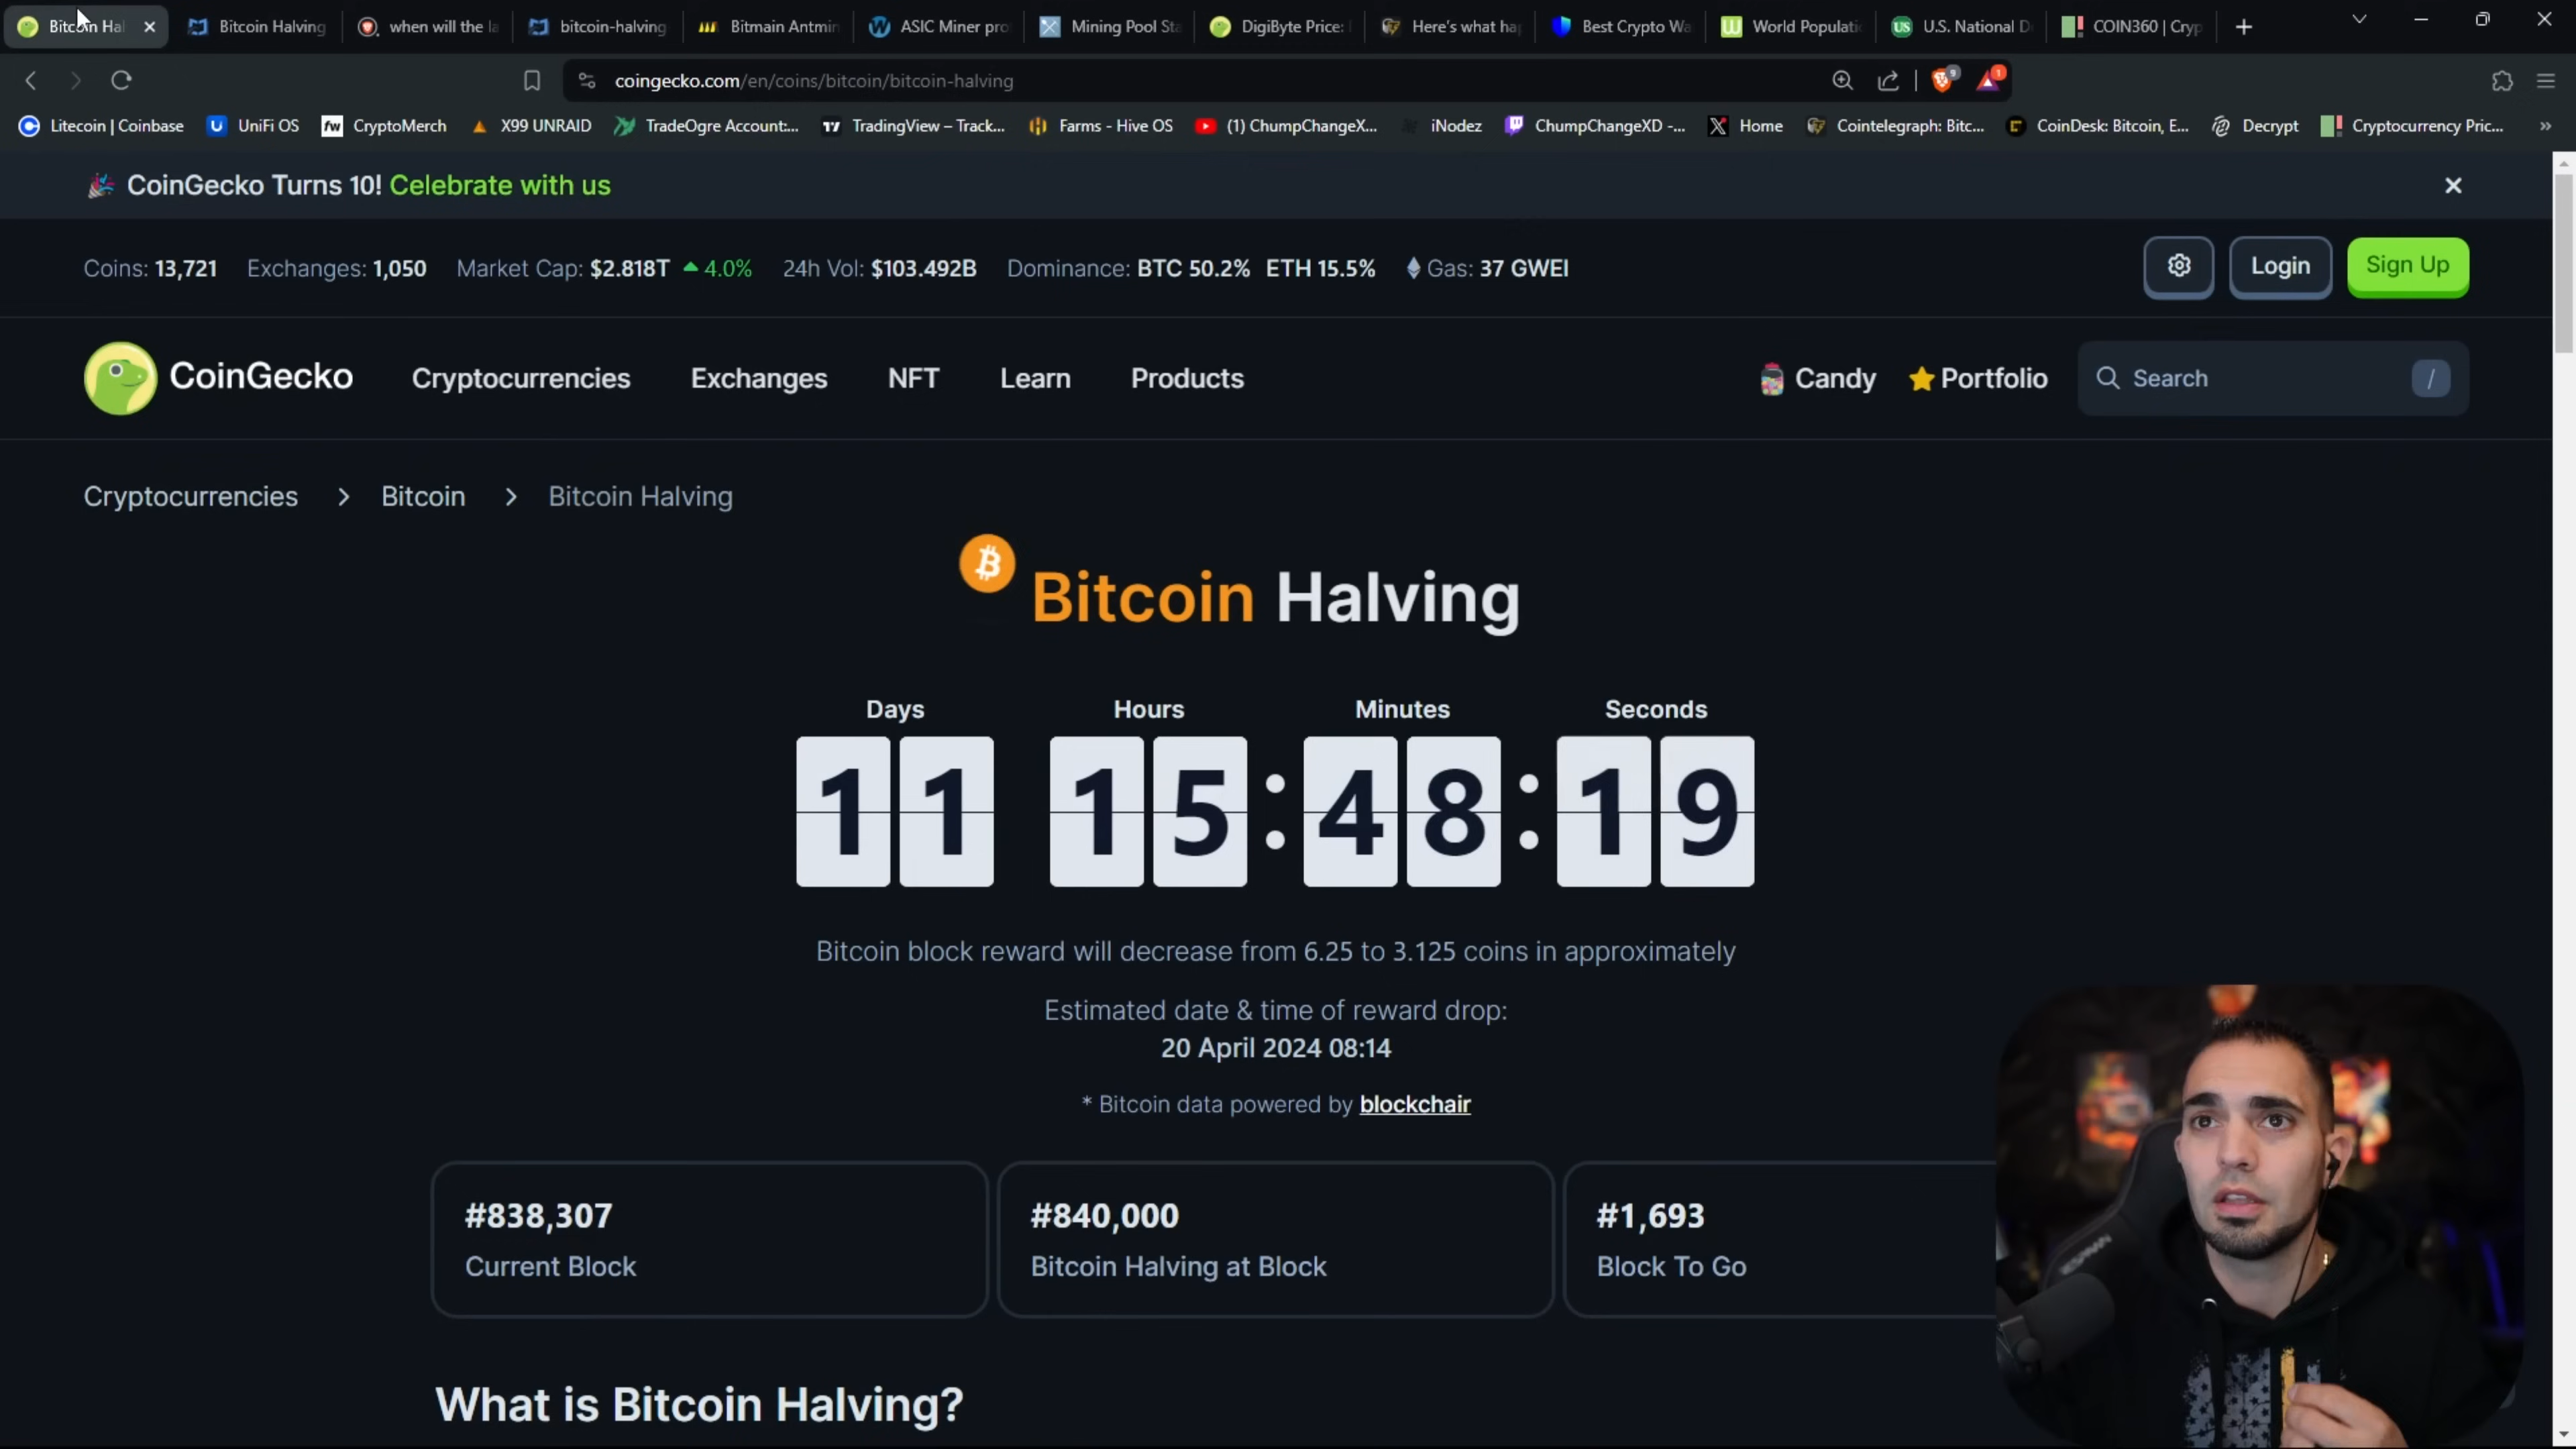 Bitcoin Hal
Bitcoin Halving
when will the la
bitcoin-halving
Bitmain Antmin
ASIC Miner pro
Mining Pool Sta
DigiByte Price:
Here's what hap
Best Crypto Wa
World Populati
U.S. National D
COIN360 | Cryp
coingecko.com/en/coins/bitcoin/bitcoin-halving
9
1
Litecoin | Coinbase
UniFi OS
CryptoMerch
X99 UNRAID
TradeOgre Account:...
TradingView – Track...
Farms - Hive OS
(1) ChumpChangeX...
iNodez
ChumpChangeXD -...
Home
Cointelegraph: Bitc...
CoinDesk: Bitcoin, E...
Decrypt
Cryptocurrency Pric...
CoinGecko Turns 10! Celebrate with us
Coins: 13,721 Exchanges: 1,050 Market Cap: $2.818T 4.0% 24h Vol: $103.492B Dominance: BTC 50.2% ETH 15.5% Gas: 37 GWEI
Login
Sign Up
CoinGecko
Cryptocurrencies
Exchanges
NFT
Learn
Products
Candy
Portfolio
Search
/
Cryptocurrencies > Bitcoin > Bitcoin Halving
Bitcoin Halving
Days Hours Minutes Seconds
11 15:48:19
Bitcoin block reward will decrease from 6.25 to 3.125 coins in approximately
Estimated date & time of reward drop:
20 April 2024 08:14
* Bitcoin data powered by blockchair
#838,307
Current Block
#840,000
Bitcoin Halving at Block
#1,693
Block To Go
What is Bitcoin Halving?